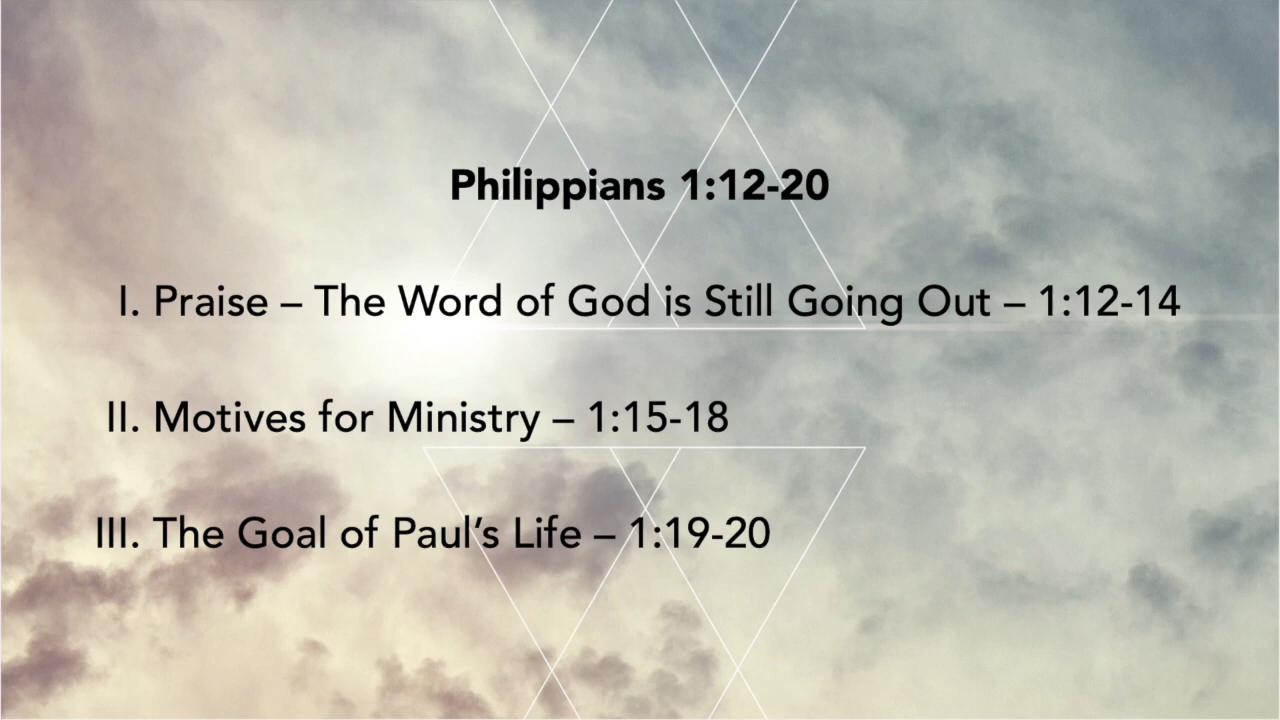 Philippians 1:12-20
I. Praise – The Word of God is Still Going Out – 1:12-14
II. Motives for Ministry – 1:15-18
III. The Goal of Paul’s Life – 1:19-20